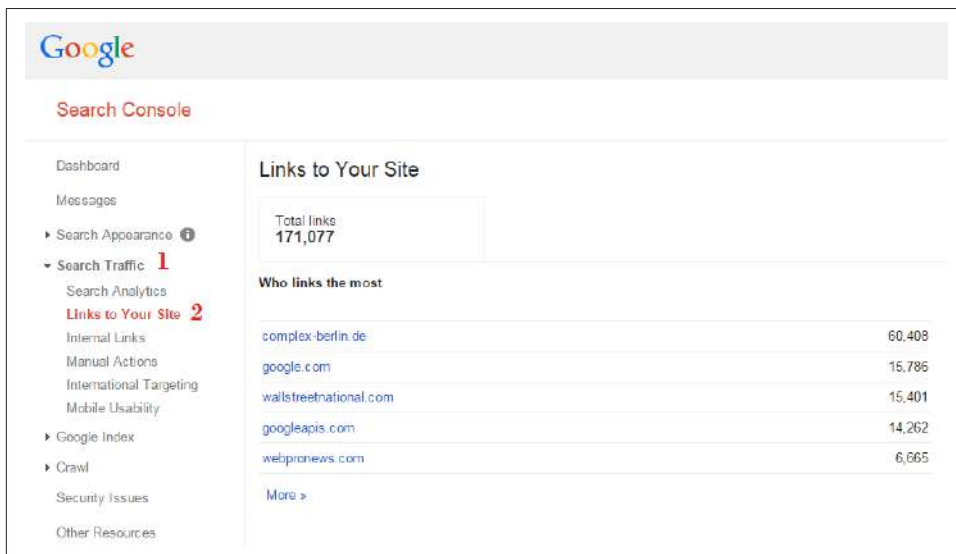 Google
Search Console
Dashboard
Messages
Search Appearance
Search Traffic 1
Search Analytics
Links to Your Site 2
Internal Links
Manual Actions
International Targeting
Mobile Usability
Google Index
Crawl
Security Issues
Other Resources
Links to Your Site
Total links
171,077
Who links the most
complex-berlin.de 60,408
google.com 15,786
wallstreetnational.com 15,401
googleapis.com 14,262
webpronews.com 6,665
More »